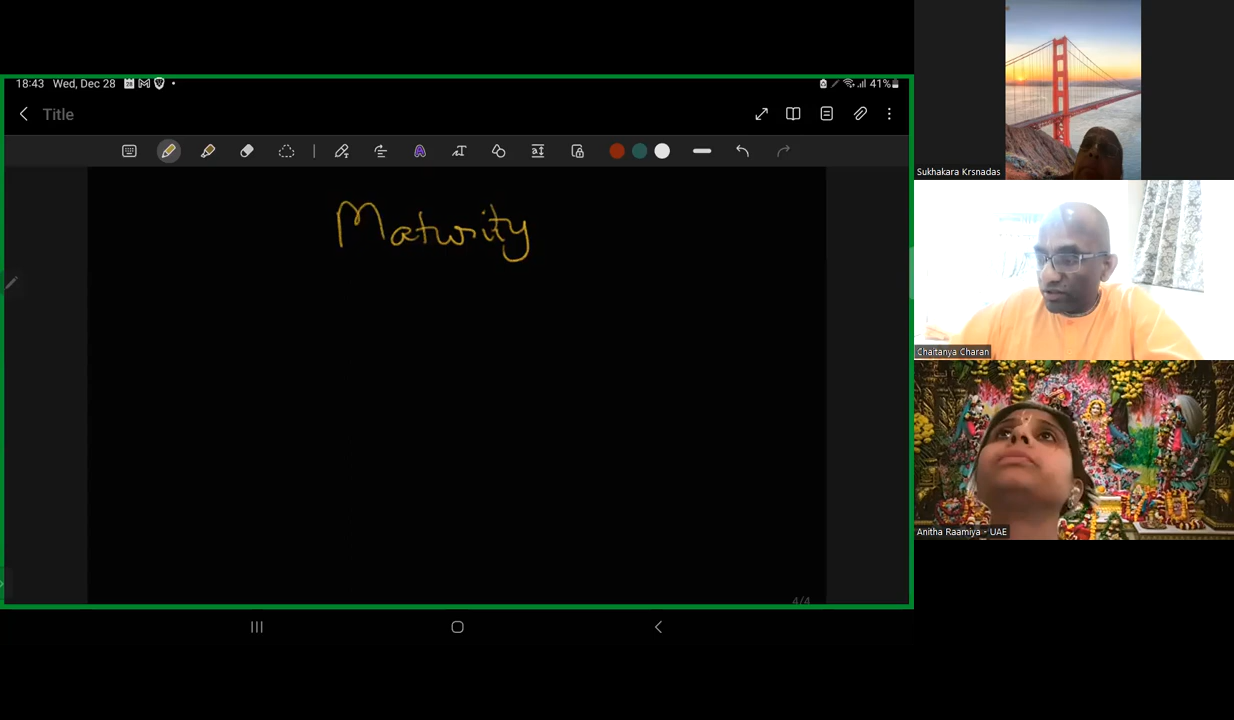 18:43 Wed, Dec 28
41%
Title
Maturity
4/4
Sukhakara Krsnadas
Chaitanya Charan
Anitha Raamiya - UAE